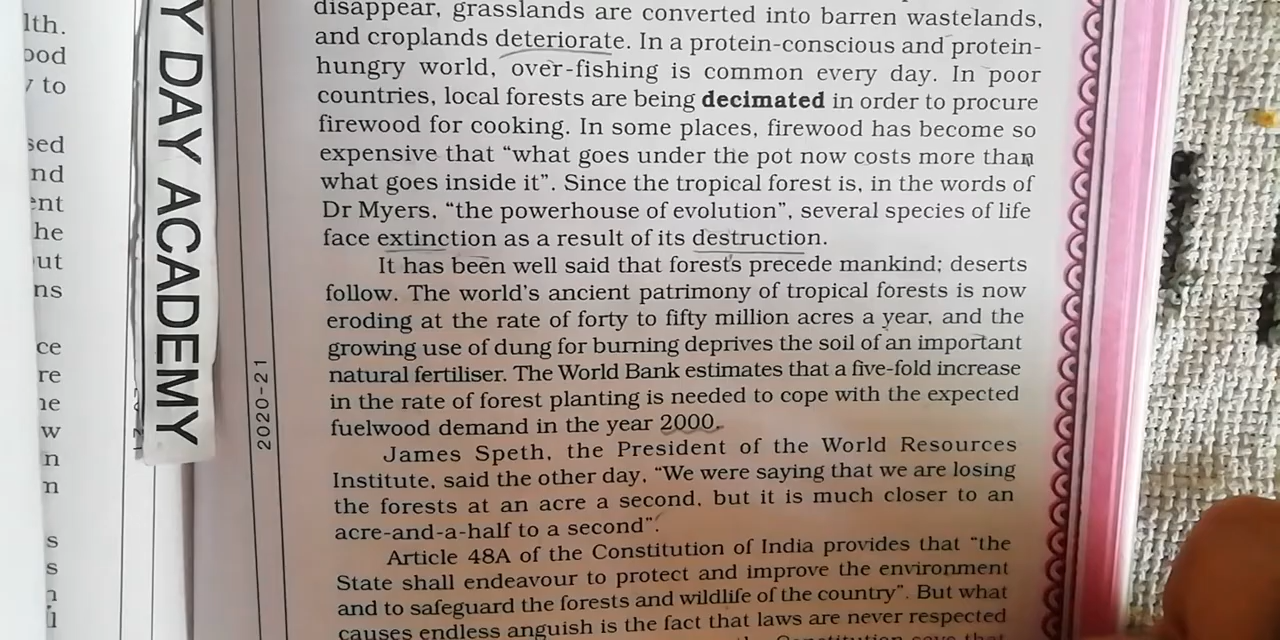 lth.
ood
y to
sed
nd
ent
he
out
ns
ce
re
he
w
n
n
s
s
n
Y DAY ACADEMY
2020-21
disappear, grasslands are converted into barren wastelands,
and croplands deteriorate. In a protein-conscious and protein-
hungry world, over-fishing is common every day. In poor
countries, local forests are being decimated in order to procure
firewood for cooking. In some places, firewood has become so
expensive that “what goes under the pot now costs more than
what goes inside it”. Since the tropical forest is, in the words of
Dr Myers, “the powerhouse of evolution”, several species of life
face extinction as a result of its destruction.
It has been well said that forests precede mankind; deserts
follow. The world’s ancient patrimony of tropical forests is now
eroding at the rate of forty to fifty million acres a year, and the
growing use of dung for burning deprives the soil of an important
natural fertiliser. The World Bank estimates that a five-fold increase
in the rate of forest planting is needed to cope with the expected
fuelwood demand in the year 2000.
James Speth, the President of the World Resources
Institute, said the other day, “We were saying that we are losing
the forests at an acre a second, but it is much closer to an
acre-and-a-half to a second”.
Article 48A of the Constitution of India provides that “the
State shall endeavour to protect and improve the environment
and to safeguard the forests and wildlife of the country”. But what
causes endless anguish is the fact that laws are never respected